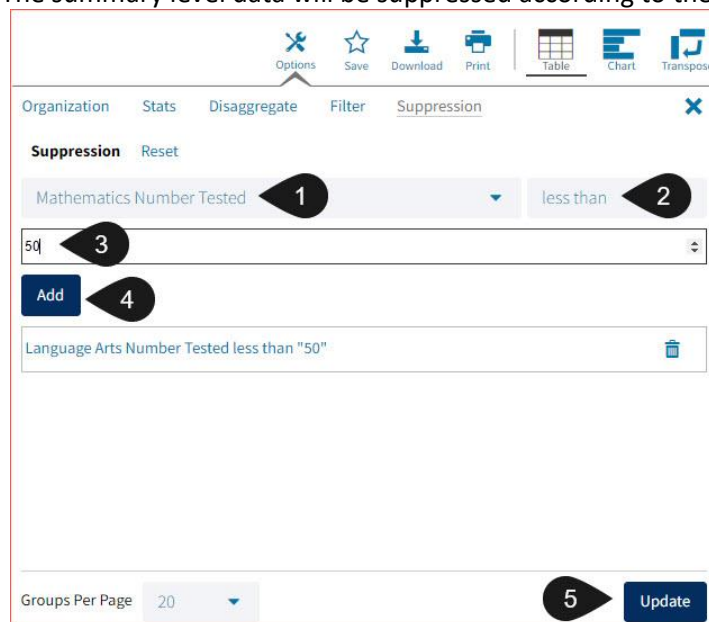 The summary level data will be suppressed according to the
Options Save Download Print Table Chart Transpose
Organization Stats Disaggregate Filter Suppression
Suppression Reset
Mathematics Number Tested 1 less than 2
50 3
Add 4
Language Arts Number Tested less than "50"
Groups Per Page 20 5 Update